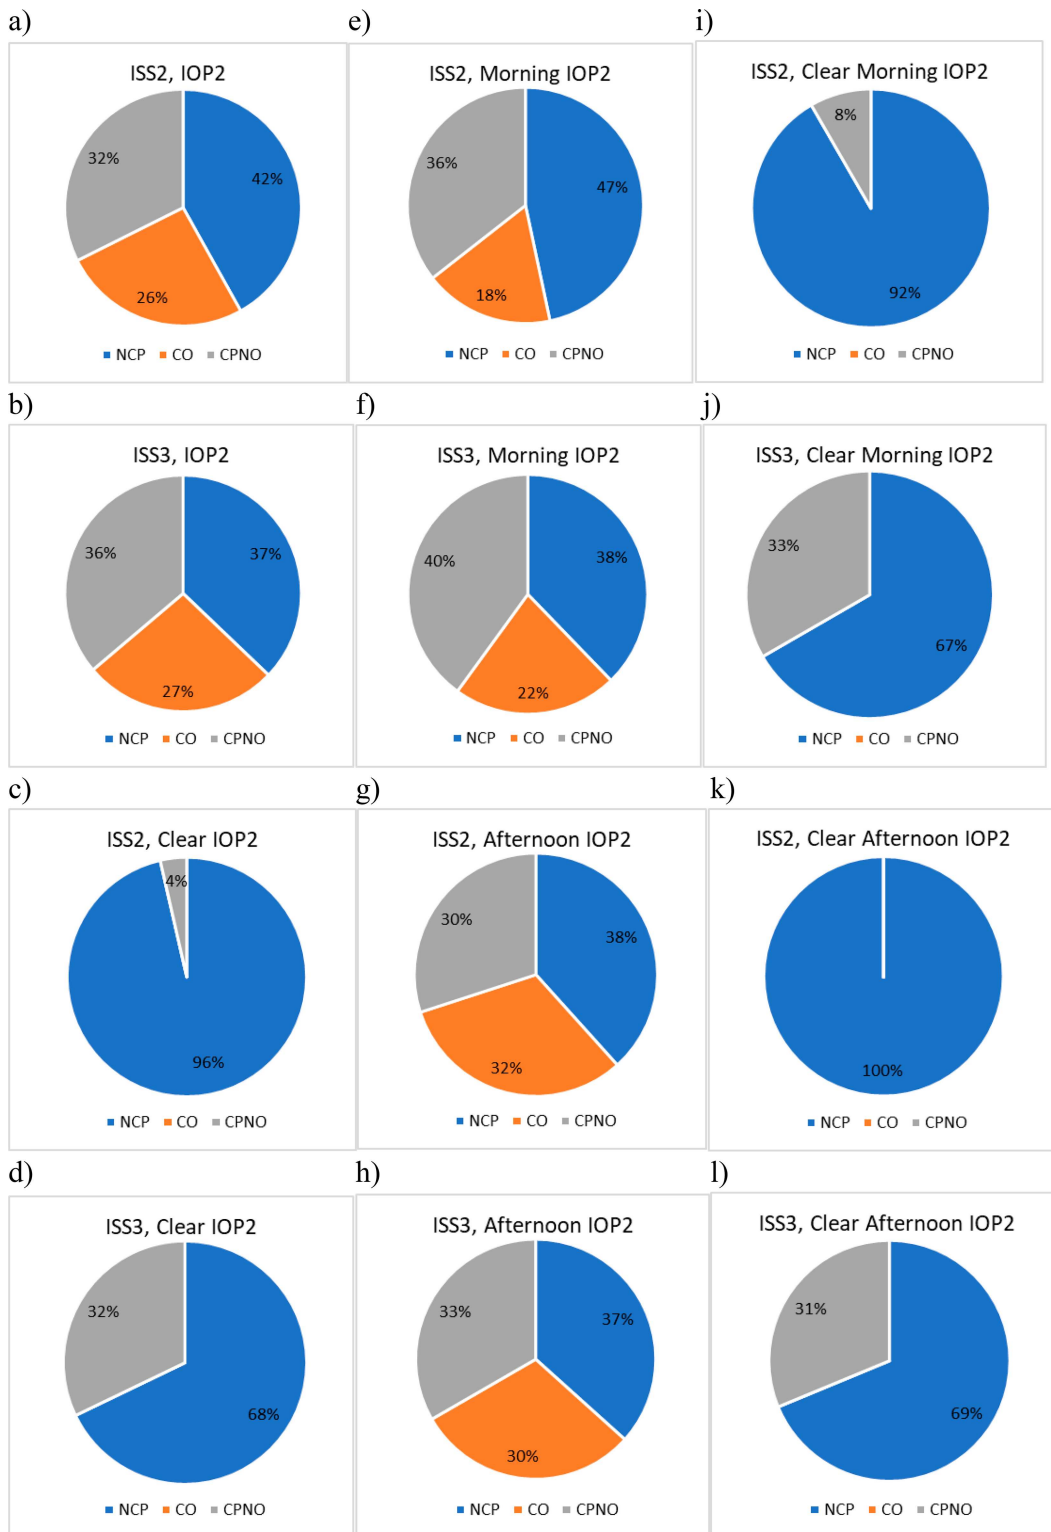 a)
ISS2, IOP2
32%
42%
26%
NCP CO CPNO
e)
ISS2, Morning IOP2
36%
47%
18%
NCP CO CPNO
i)
ISS2, Clear Morning IOP2
8%
92%
NCP CO CPNO
b)
ISS3, IOP2
36%
37%
27%
NCP CO CPNO
f)
ISS3, Morning IOP2
40%
38%
22%
NCP CO CPNO
j)
ISS3, Clear Morning IOP2
33%
67%
NCP CO CPNO
c)
ISS2, Clear IOP2
4%
96%
NCP CO CPNO
g)
ISS2, Afternoon IOP2
30%
38%
32%
NCP CO CPNO
k)
ISS2, Clear Afternoon IOP2
100%
NCP CO CPNO
d)
ISS3, Clear IOP2
32%
68%
NCP CO CPNO
h)
ISS3, Afternoon IOP2
33%
37%
30%
NCP CO CPNO
l)
ISS3, Clear Afternoon IOP2
31%
69%
NCP CO CPNO